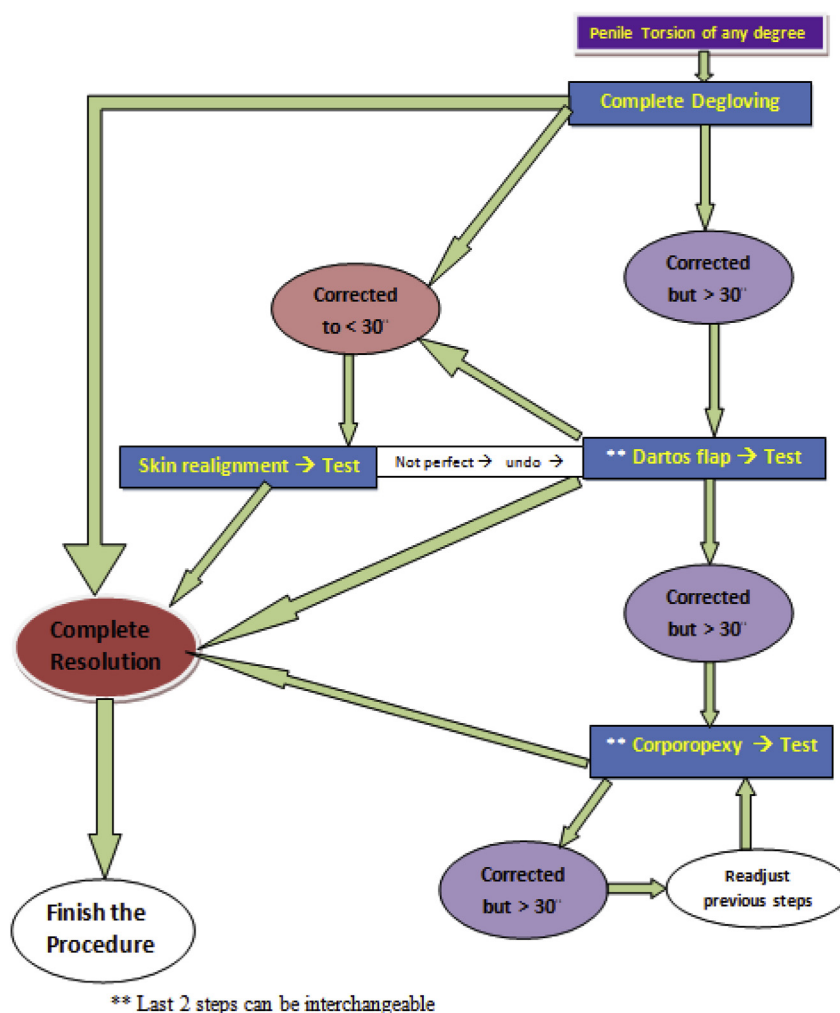 Penile Torsion of any degree
Complete Degloving
Corrected
but > 30¨
Corrected
to < 30¨
Skin realignment → Test
Not perfect → undo →
** Dartos flap → Test
Corrected
but > 30¨
Complete
Resolution
** Corporopexy → Test
Corrected
but > 30¨
Readjust
previous steps
Finish the
Procedure
** Last 2 steps can be interchangeable